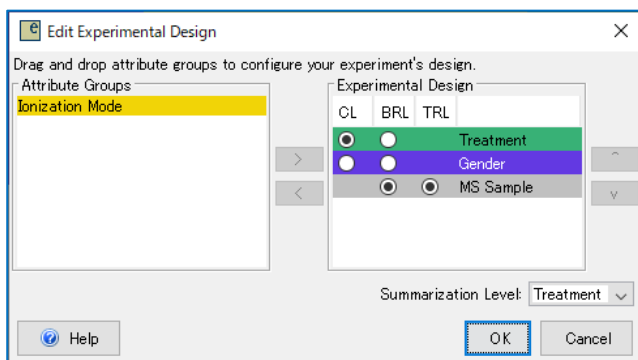 e Edit Experimental Design
Drag and drop attribute groups to configure your experiment's design.
Attribute Groups
Ionization Mode
Experimental Design
CL BRL TRL
Treatment
Gender
MS Sample
Summarization Level: Treatment
Help
OK
Cancel